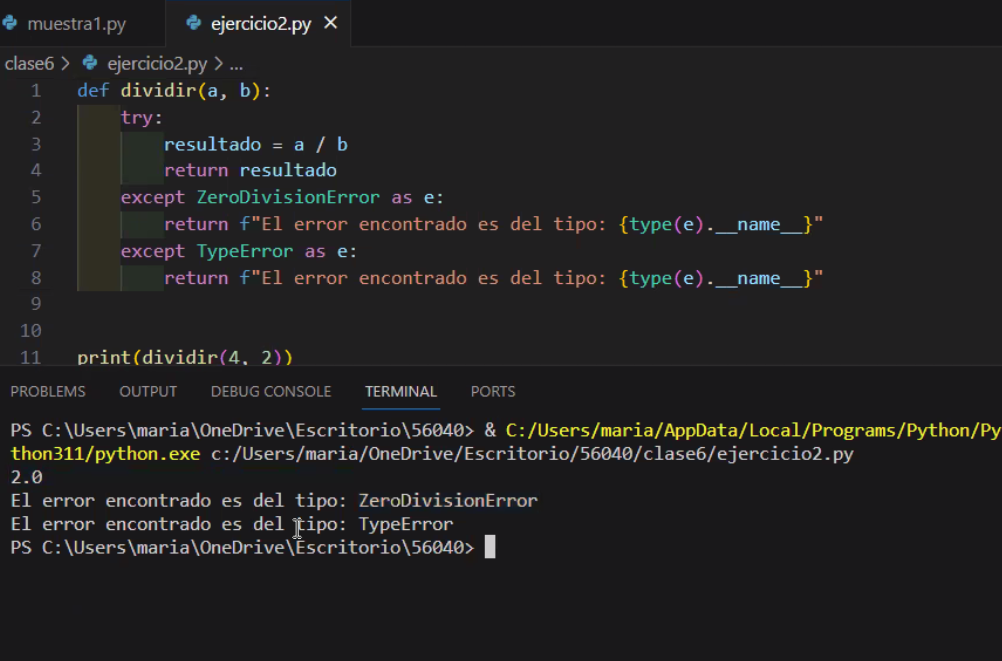 muestra1.py
ejercicio2.py
clase6 > ejercicio2.py > ...
1 def dividir(a, b):
2 try:
3 resultado = a / b
4 return resultado
5 except ZeroDivisionError as e:
6 return f"El error encontrado es del tipo: {type(e).__name__}"
7 except TypeError as e:
8 return f"El error encontrado es del tipo: {type(e).__name__}"
9
10
11 print(dividir(4, 2))
PROBLEMS OUTPUT DEBUG CONSOLE TERMINAL PORTS
PS C:\Users\maria\OneDrive\Escritorio\56040> & C:/Users/maria/AppData/Local/Programs/Python/Py
thon311/python.exe c:/Users/maria/OneDrive/Escritorio/56040/clase6/ejercicio2.py
2.0
El error encontrado es del tipo: ZeroDivisionError
El error encontrado es del tipo: TypeError
PS C:\Users\maria\OneDrive\Escritorio\56040>